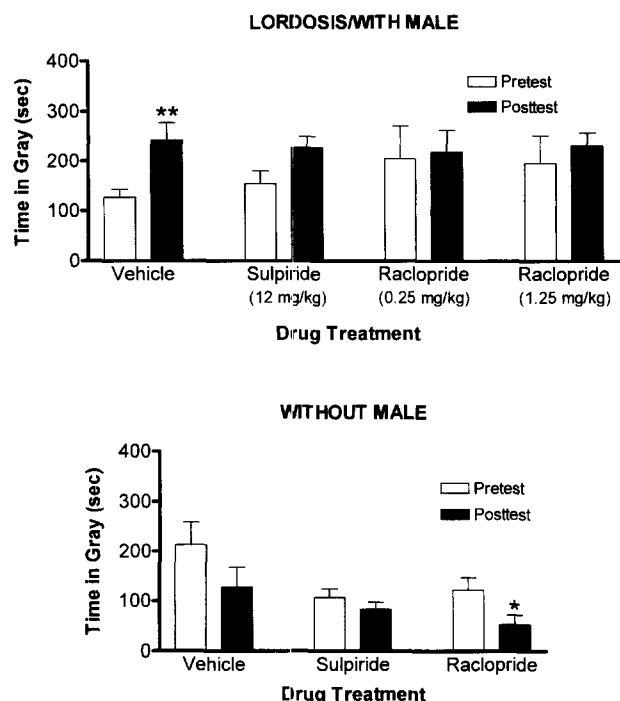 LORDOSIS/WITH MALE
400
300
200
100
0
Time in Gray (sec)
Pretest
Posttest
**
Vehicle
Sulpiride
(12 mg/kg)
Raclopride
(0.25 mg/kg)
Raclopride
(1.25 mg/kg)
Drug Treatment
WITHOUT MALE
400
300
200
100
0
Time in Gray (sec)
Pretest
Posttest
*
Vehicle
Sulpiride
Raclopride
Drug Treatment